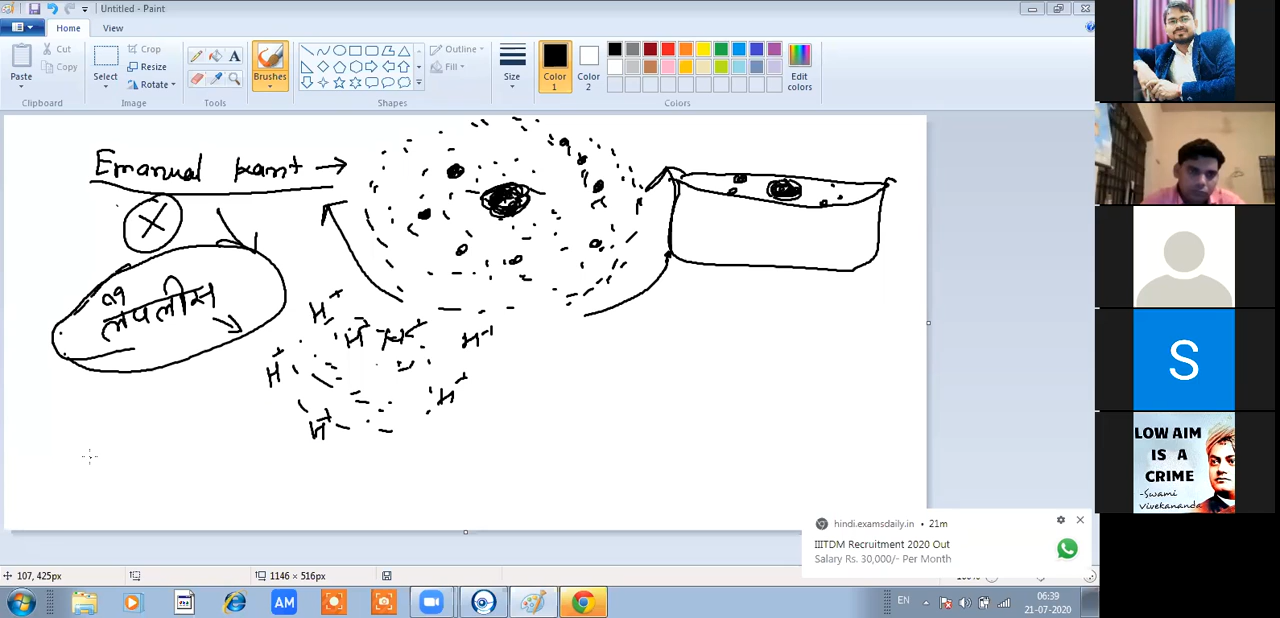 Untitled - Paint
Home
View
Paste
Cut
Copy
Clipboard
Select
Crop
Resize
Rotate
Image
Tools
Brushes
Shapes
Outline
Fill
Size
Color 1
Color 2
Colors
Edit colors
Emanual kant →
X
लाप्लास
H+
H+
H+
H+
H+
H+
S
LOW AIM
IS A
CRIME
-Swami
Vivekananda
hindi.examsdaily.in • 21m
IIITDM Recruitment 2020 Out
Salary Rs. 30,000/- Per Month
107, 425px
1146 × 516px
100%
AM
EN
06:39
21-07-2020